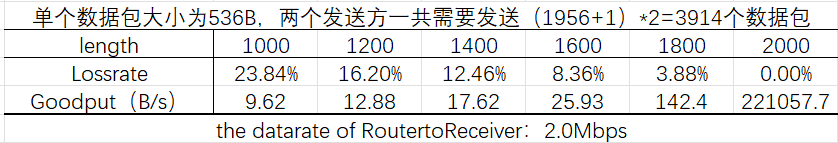 单个数据包大小为536B，两个发送方一共需要发送（1956+1）*2=3914个数据包
length 1000 1200 1400 1600 1800 2000
Lossrate 23.84% 16.20% 12.46% 8.36% 3.88% 0.00%
Goodput（B/s） 9.62 12.88 17.62 25.93 142.4 221057.7
the datarate of RoutertoReceiver：2.0Mbps